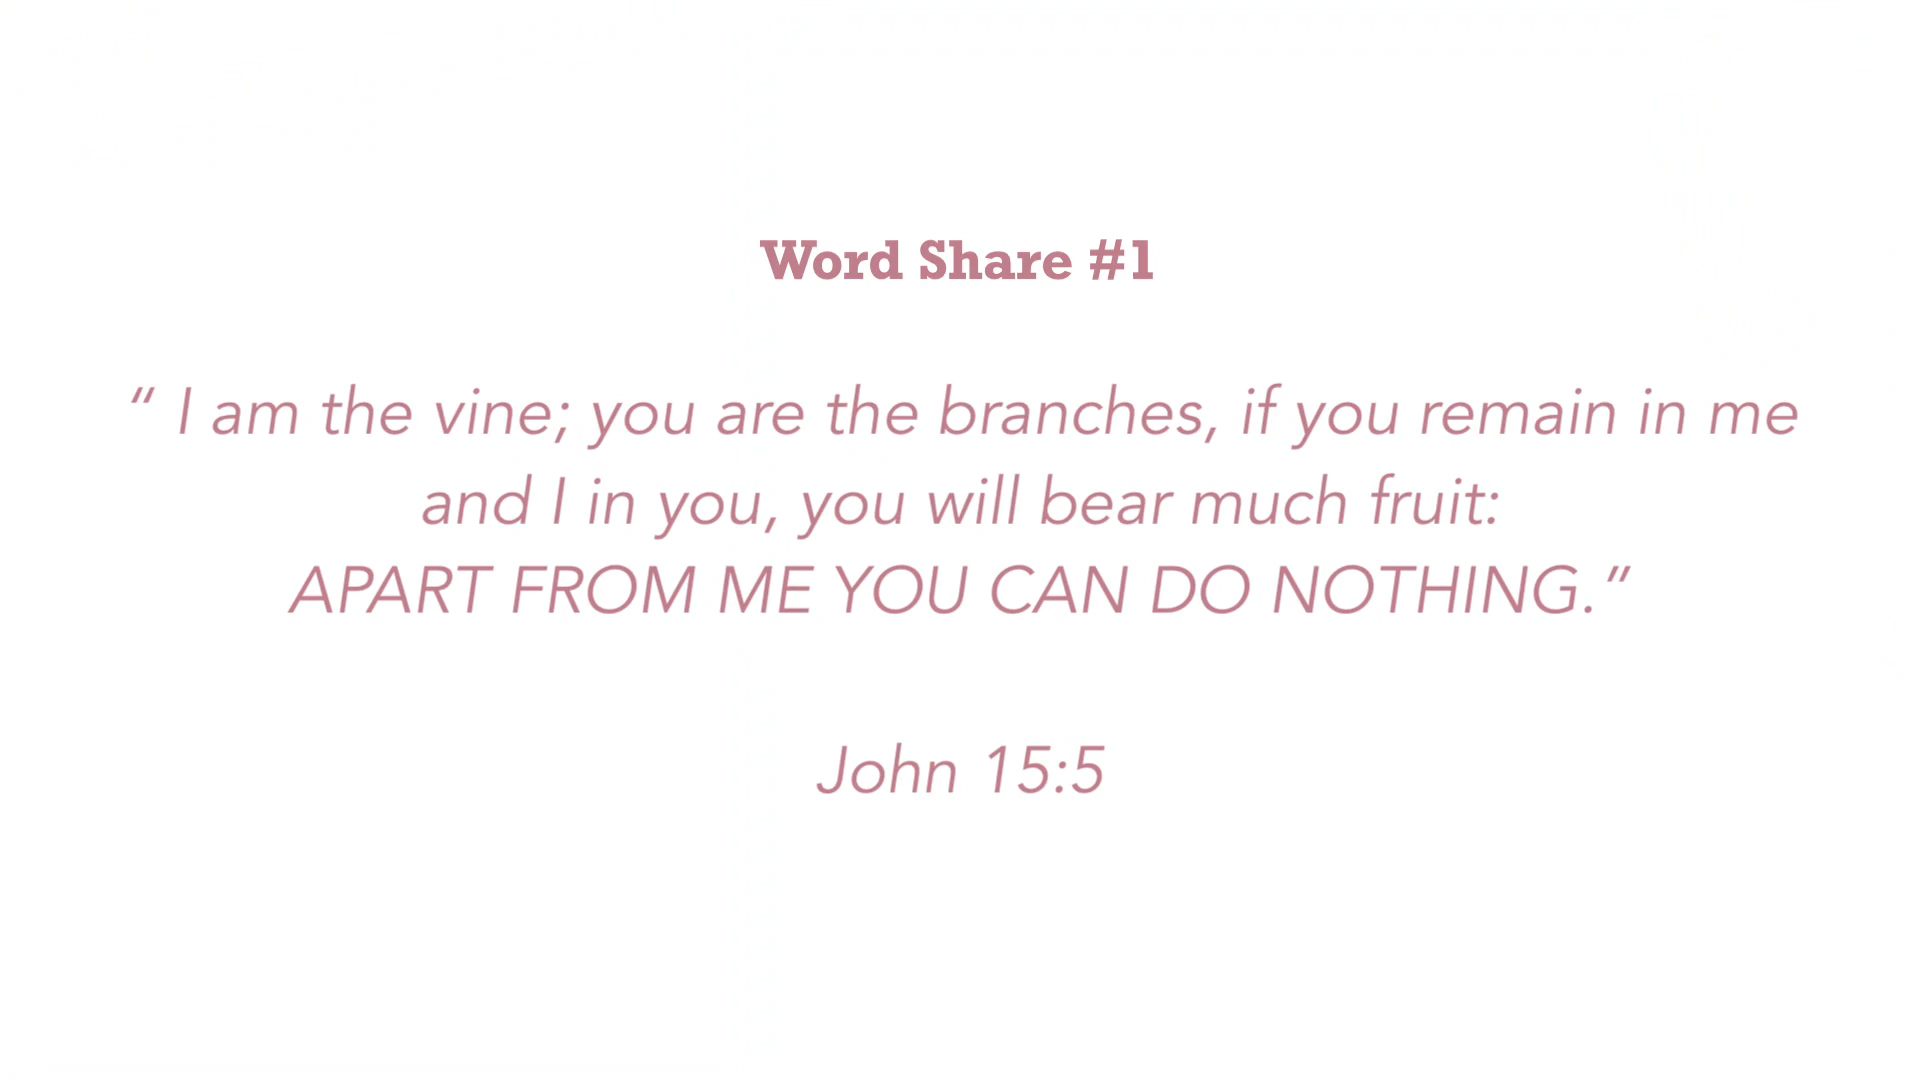 Word Share #1
“ I am the vine; you are the branches, if you remain in me
and I in you, you will bear much fruit:
APART FROM ME YOU CAN DO NOTHING.”
John 15:5